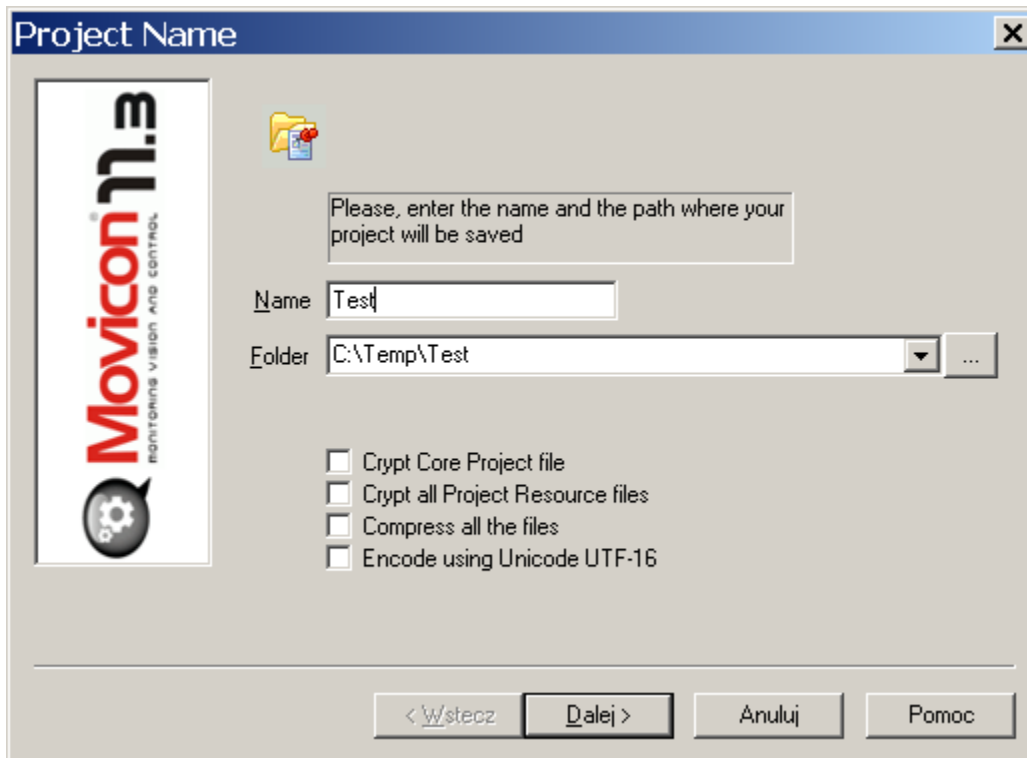 Project Name
Movicon 11.3
MONITORING VISION AND CONTROL
Please, enter the name and the path where your
project will be saved
Name Test
Folder C:\Temp\Test ...
Crypt Core Project file
Crypt all Project Resource files
Compress all the files
Encode using Unicode UTF-16
< Wstecz Dalej > Anuluj Pomoc